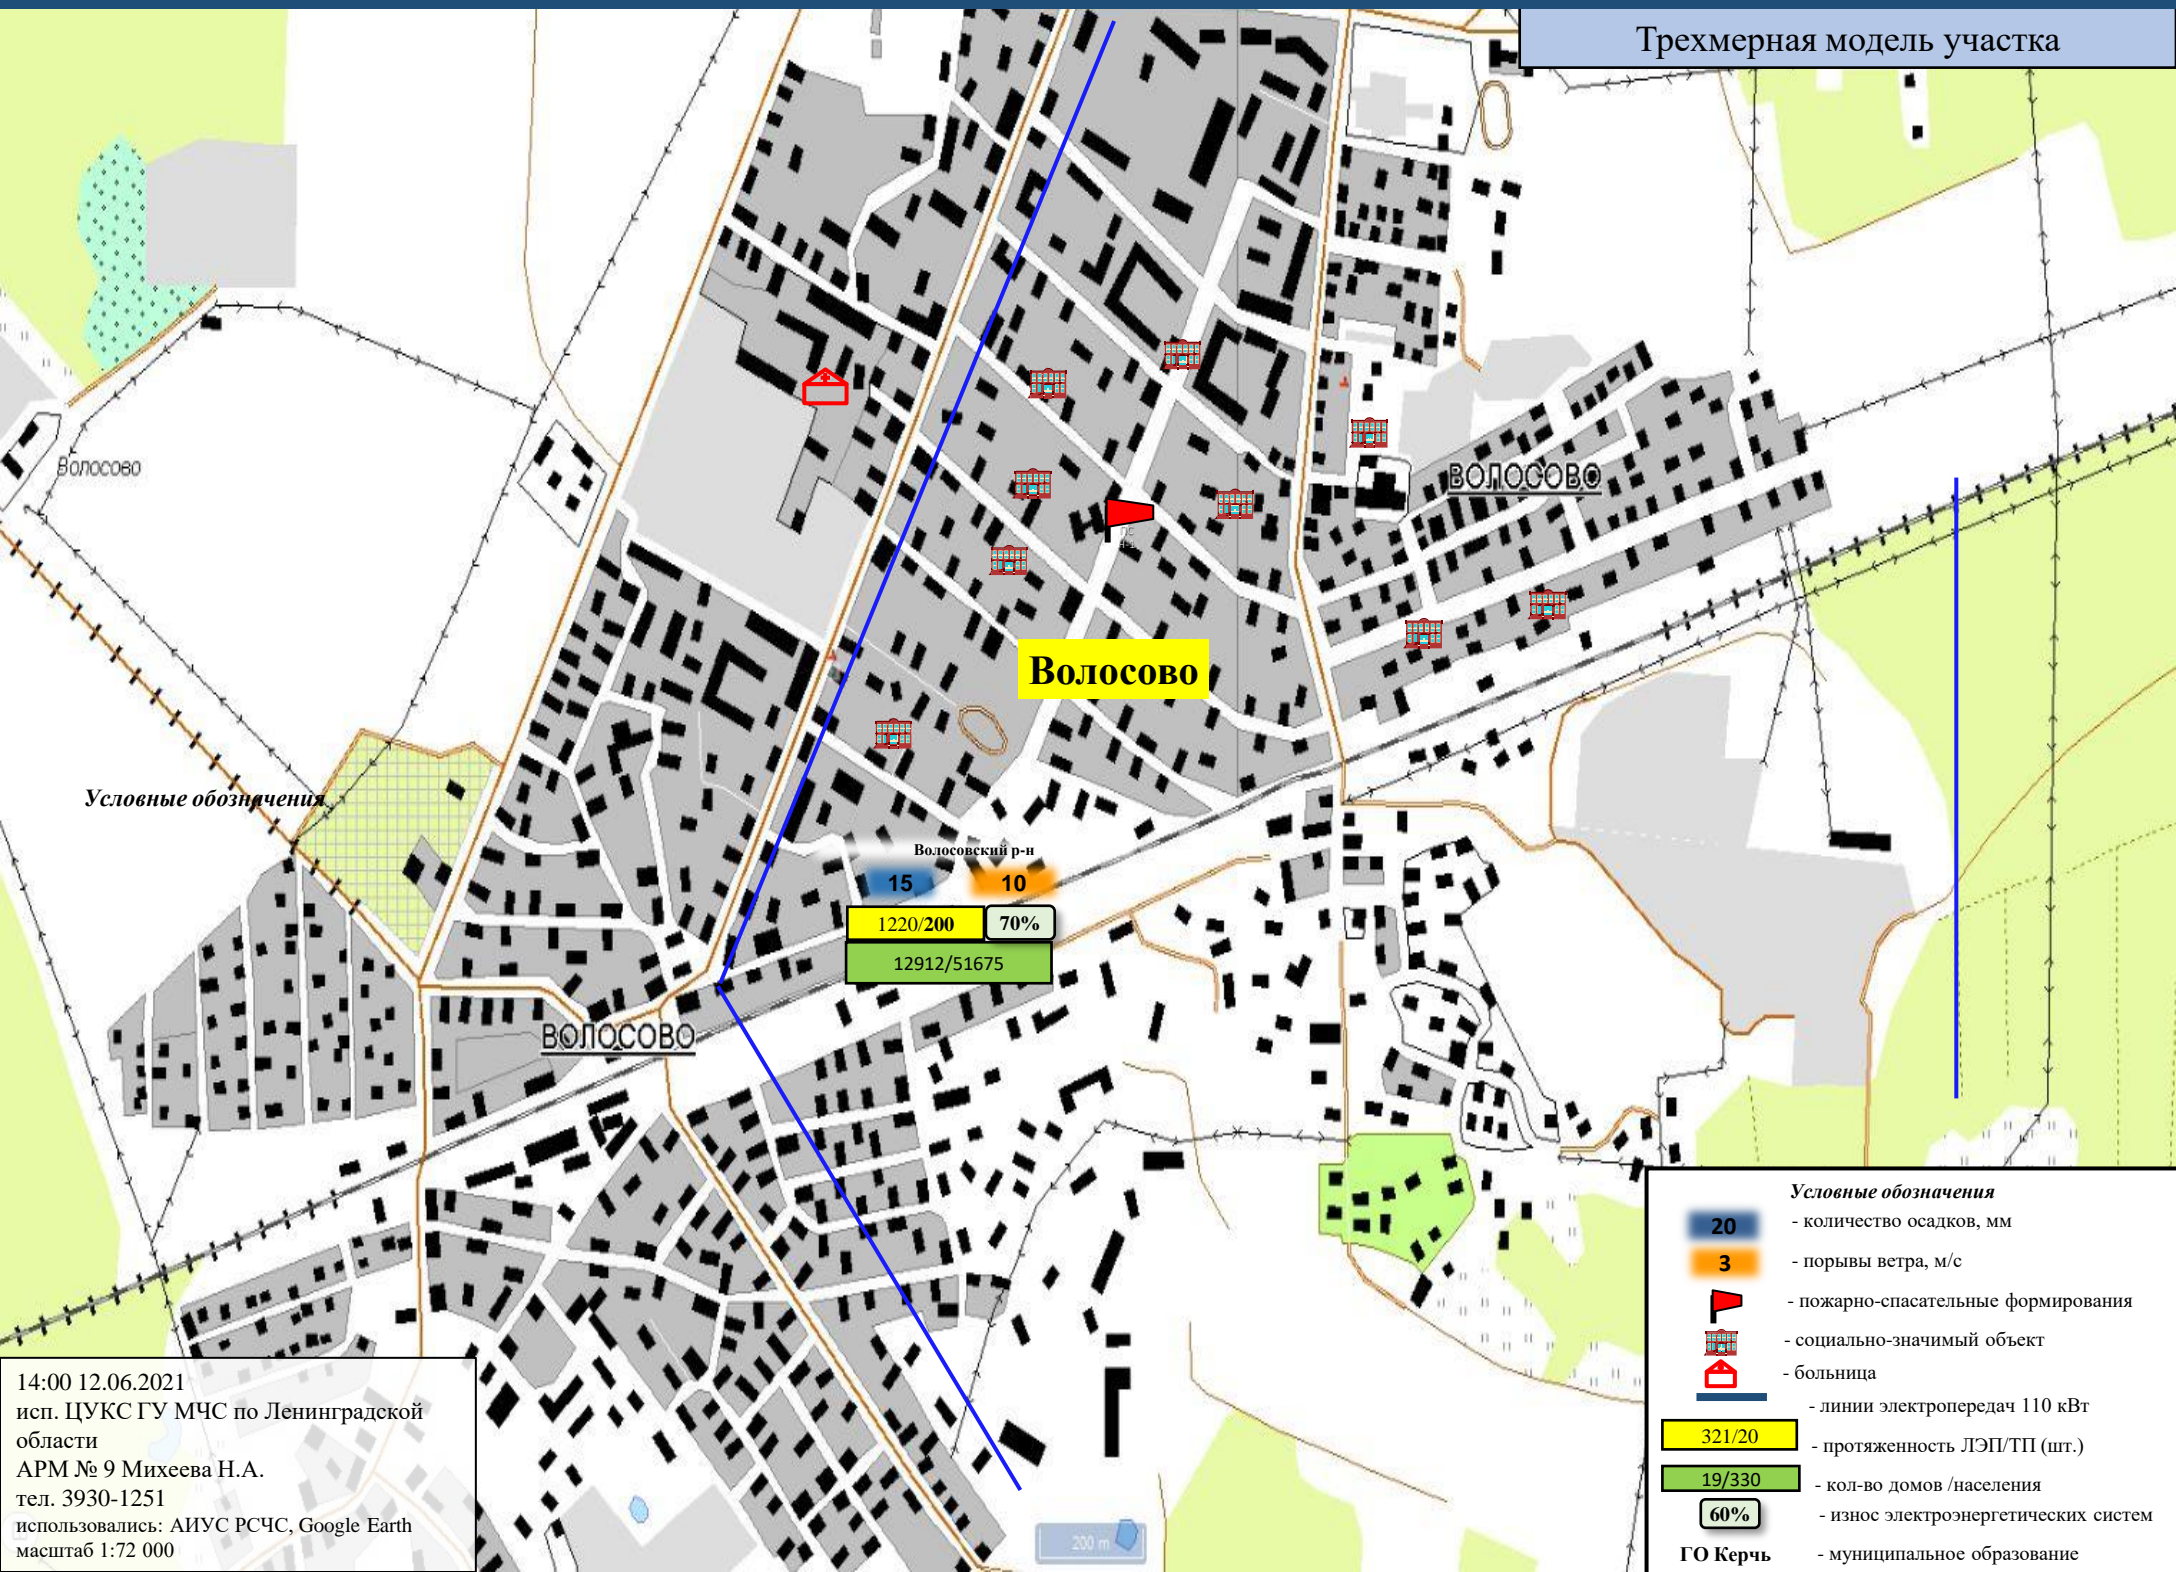 Трехмерная модель участка
Волосово
ВОЛОСОВО
Волосово
Условные обозначения
Волосовский р-н
15
10
1220/200
70%
12912/51675
ВОЛОСОВО
Условные обозначения
20
- количество осадков, мм
3
- порывы ветра, м/с
- пожарно-спасательные формирования
- социально-значимый объект
- больница
- линии электропередач 110 кВт
321/20
- протяженность ЛЭП/ТП (шт.)
19/330
- кол-во домов /населения
60%
- износ электроэнергетических систем
ГО Керчь
- муниципальное образование
14:00 12.06.2021
исп. ЦУКС ГУ МЧС по Ленинградской
области
АРМ № 9 Михеева Н.А.
тел. 3930-1251
использовались: АИУС РСЧС, Google Earth
масштаб 1:72 000
200 m